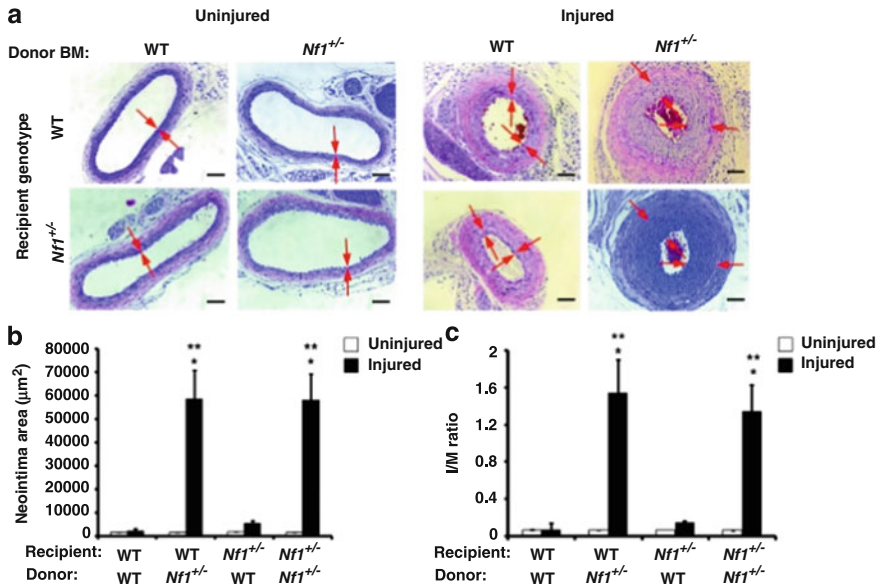 a
Uninjured Injured
Donor BM: WT Nf1+/- WT Nf1+/-
Recipient genotype
WT
Nf1+/-
b
Neointima area (µm2)
80000
70000
60000
50000
40000
30000
20000
10000
0
** **
* *
Uninjured
Injured
Recipient: WT WT Nf1+/- Nf1+/-
Donor: WT Nf1+/- WT Nf1+/-
c
I/M ratio
2
1.6
1.2
0.8
0.4
0
** **
* *
Uninjured
Injured
Recipient: WT WT Nf1+/- Nf1+/-
Donor: WT Nf1+/- WT Nf1+/-